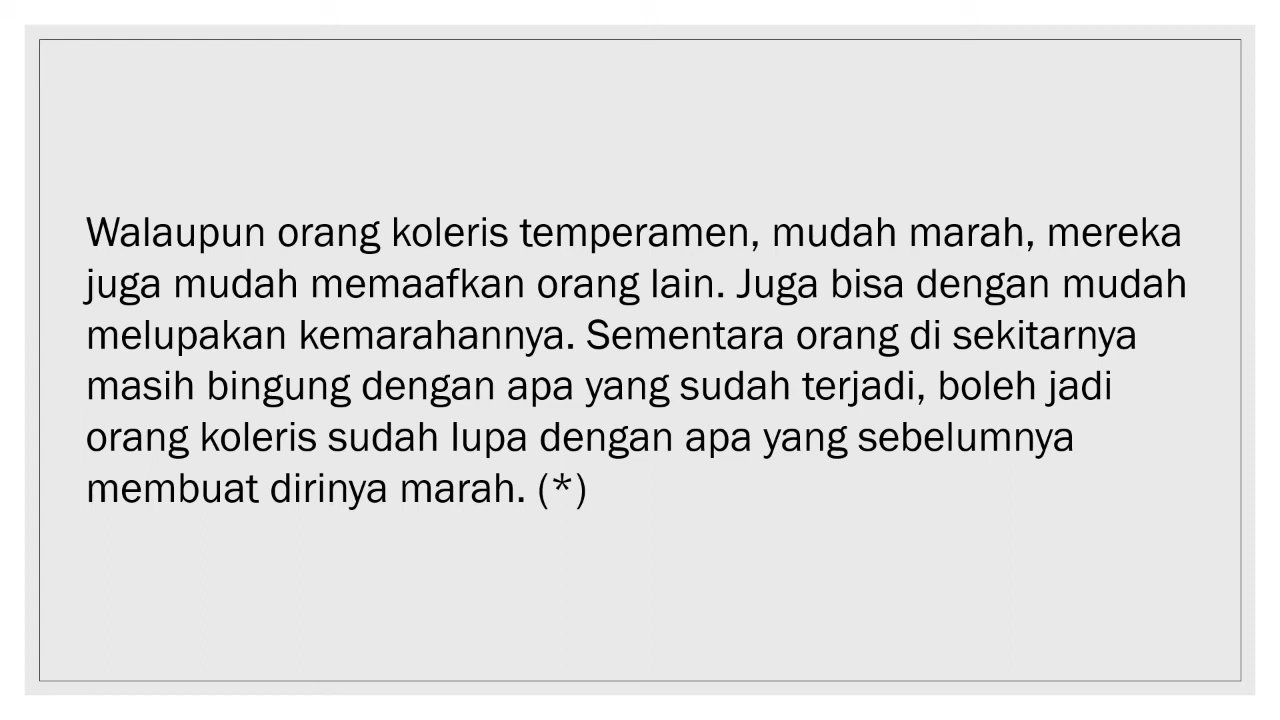 Walaupun orang koleris temperamen, mudah marah, mereka
juga mudah memaafkan orang lain. Juga bisa dengan mudah
melupakan kemarahannya. Sementara orang di sekitarnya
masih bingung dengan apa yang sudah terjadi, boleh jadi
orang koleris sudah lupa dengan apa yang sebelumnya
membuat dirinya marah. (*)